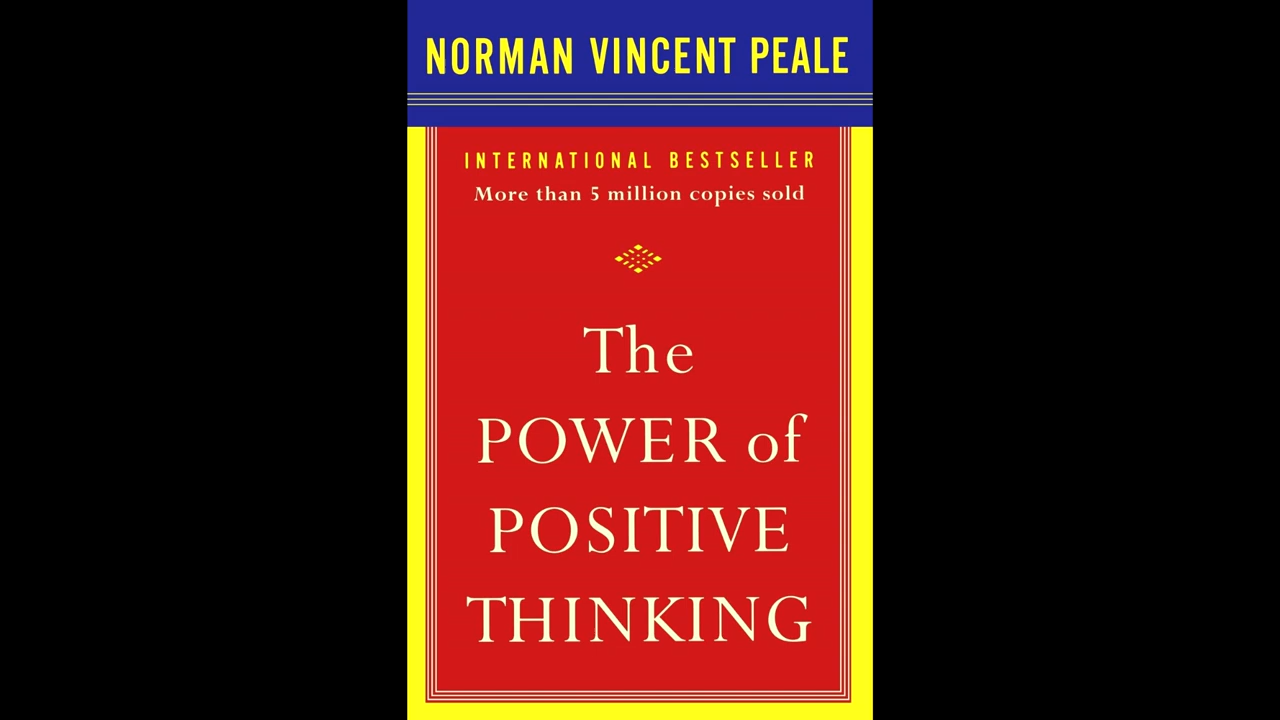 NORMAN VINCENT PEALE
INTERNATIONAL BESTSELLER
More than 5 million copies sold
The
POWER of
POSITIVE
THINKING